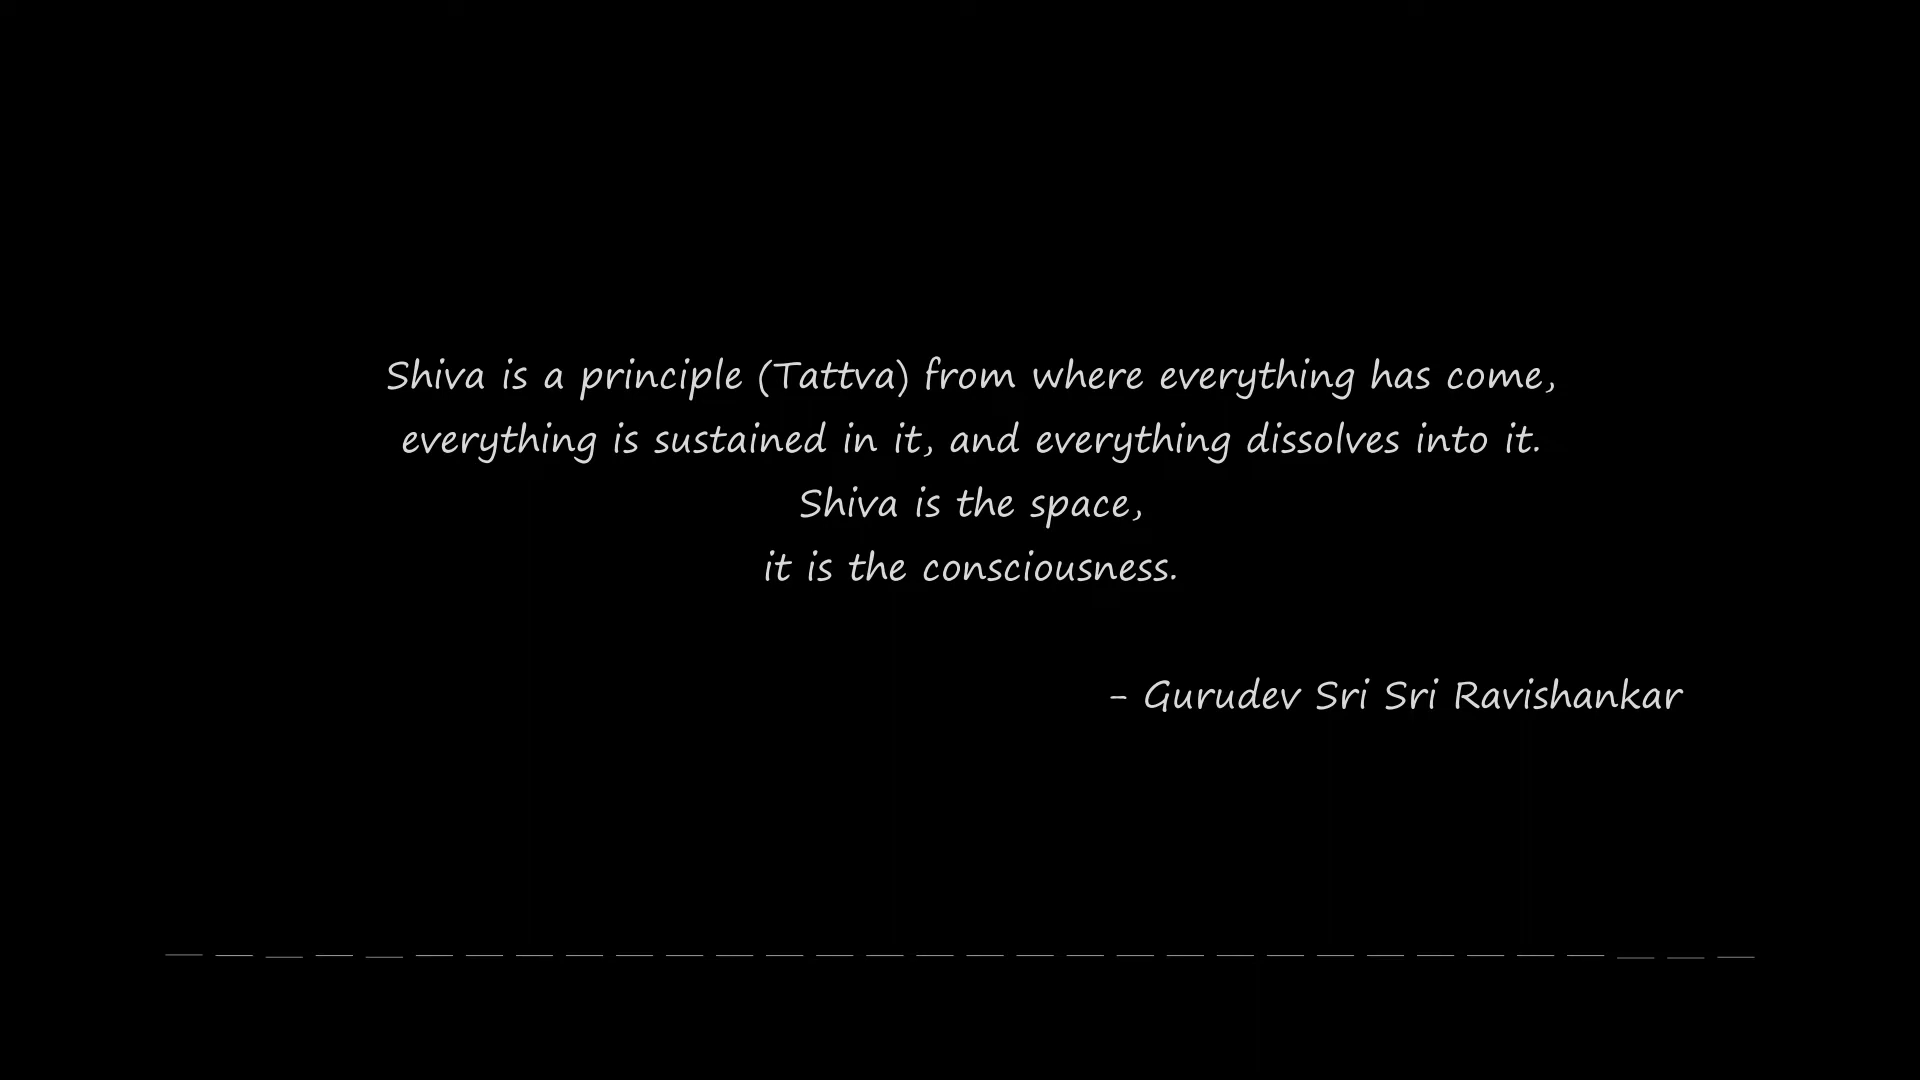 Shiva is a principle (Tattva) from where everything has come,
everything is sustained in it, and everything dissolves into it.
Shiva is the space,
it is the consciousness.
- Gurudev Sri Sri Ravishankar